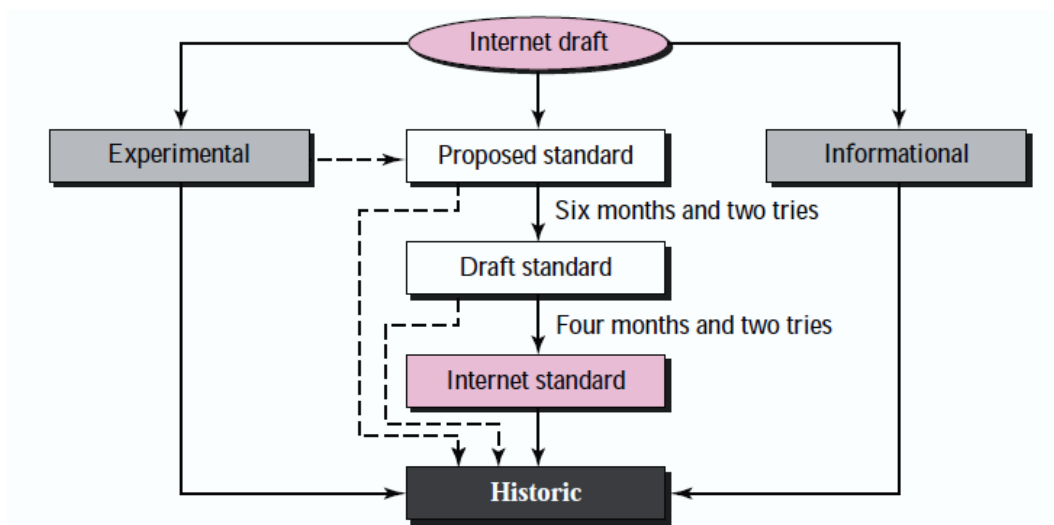 Internet draft
Experimental
Proposed standard
Informational
Six months and two tries
Draft standard
Four months and two tries
Internet standard
Historic